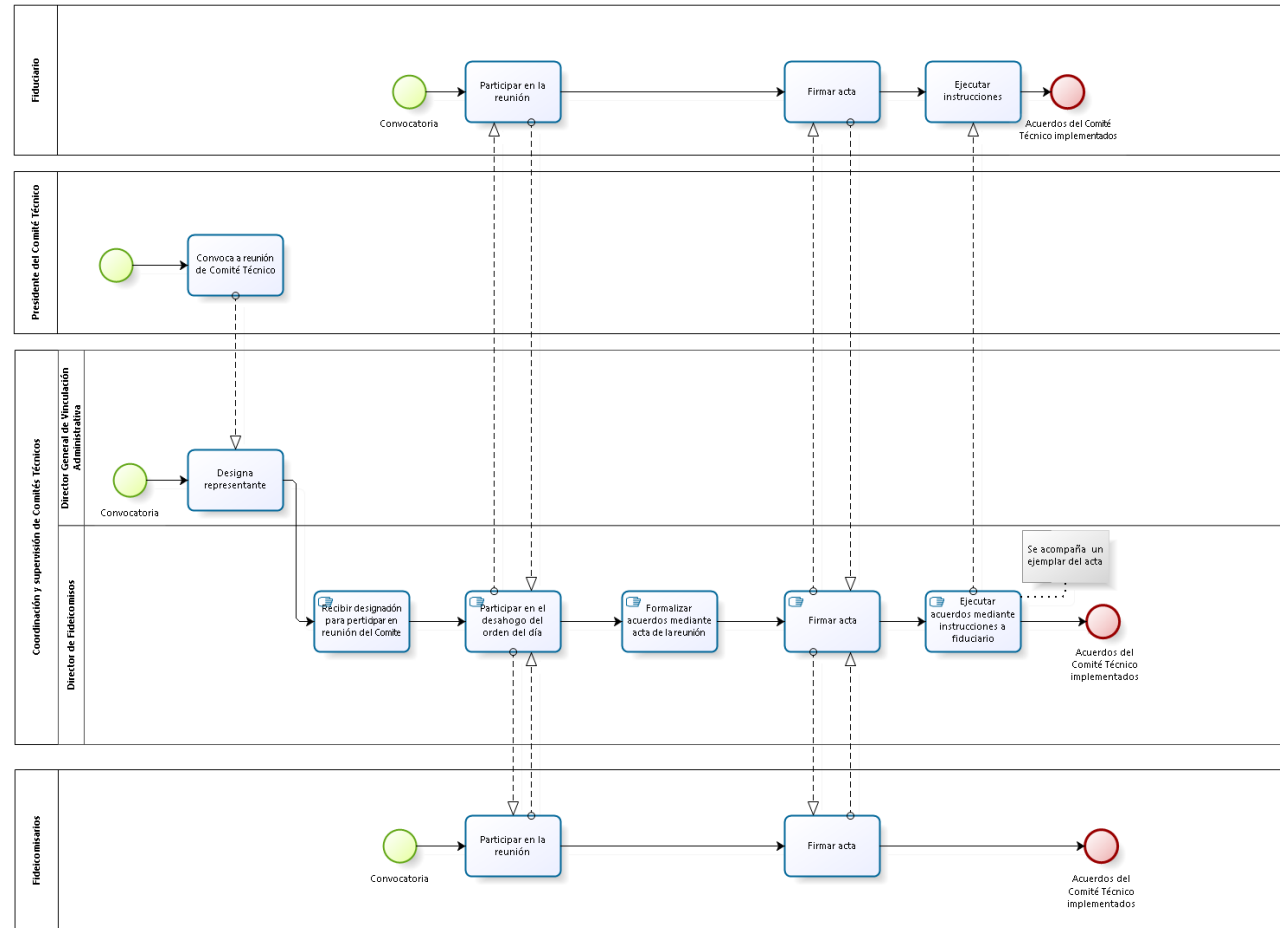 Fiduciario
Convocatoria
Participar en la
reunión
Firmar acta
Ejecutar
instrucciones
Acuerdos del Comité
Técnico implementados
Presidente del Comité Técnico
Convoca a reunión
de Comité Técnico
Coordinación y supervisión de Comités Técnicos
Director General de Vinculación
Administrativa
Convocatoria
Designa
representante
Director de Fideicomisos
Recibir designación
para pertipar en
reunión del Comite
Participar en el
desahogo del
orden del día
Formalizar
acuerdos mediante
acta de la reunión
Firmar acta
Ejecutar
acuerdos mediante
instrucciones a
fiduciario
Se acompaña un
ejemplar del acta
Acuerdos del
Comité Técnico
implementados
Fideicomisarios
Convocatoria
Participar en la
reunión
Firmar acta
Acuerdos del
Comité Técnico
implementados